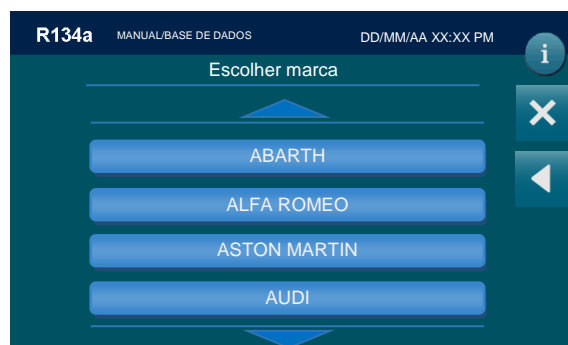 R134a MANUAL/BASE DE DADOS DD/MM/AA XX:XX PM
i
Escolher marca
ABARTH
ALFA ROMEO
ASTON MARTIN
AUDI